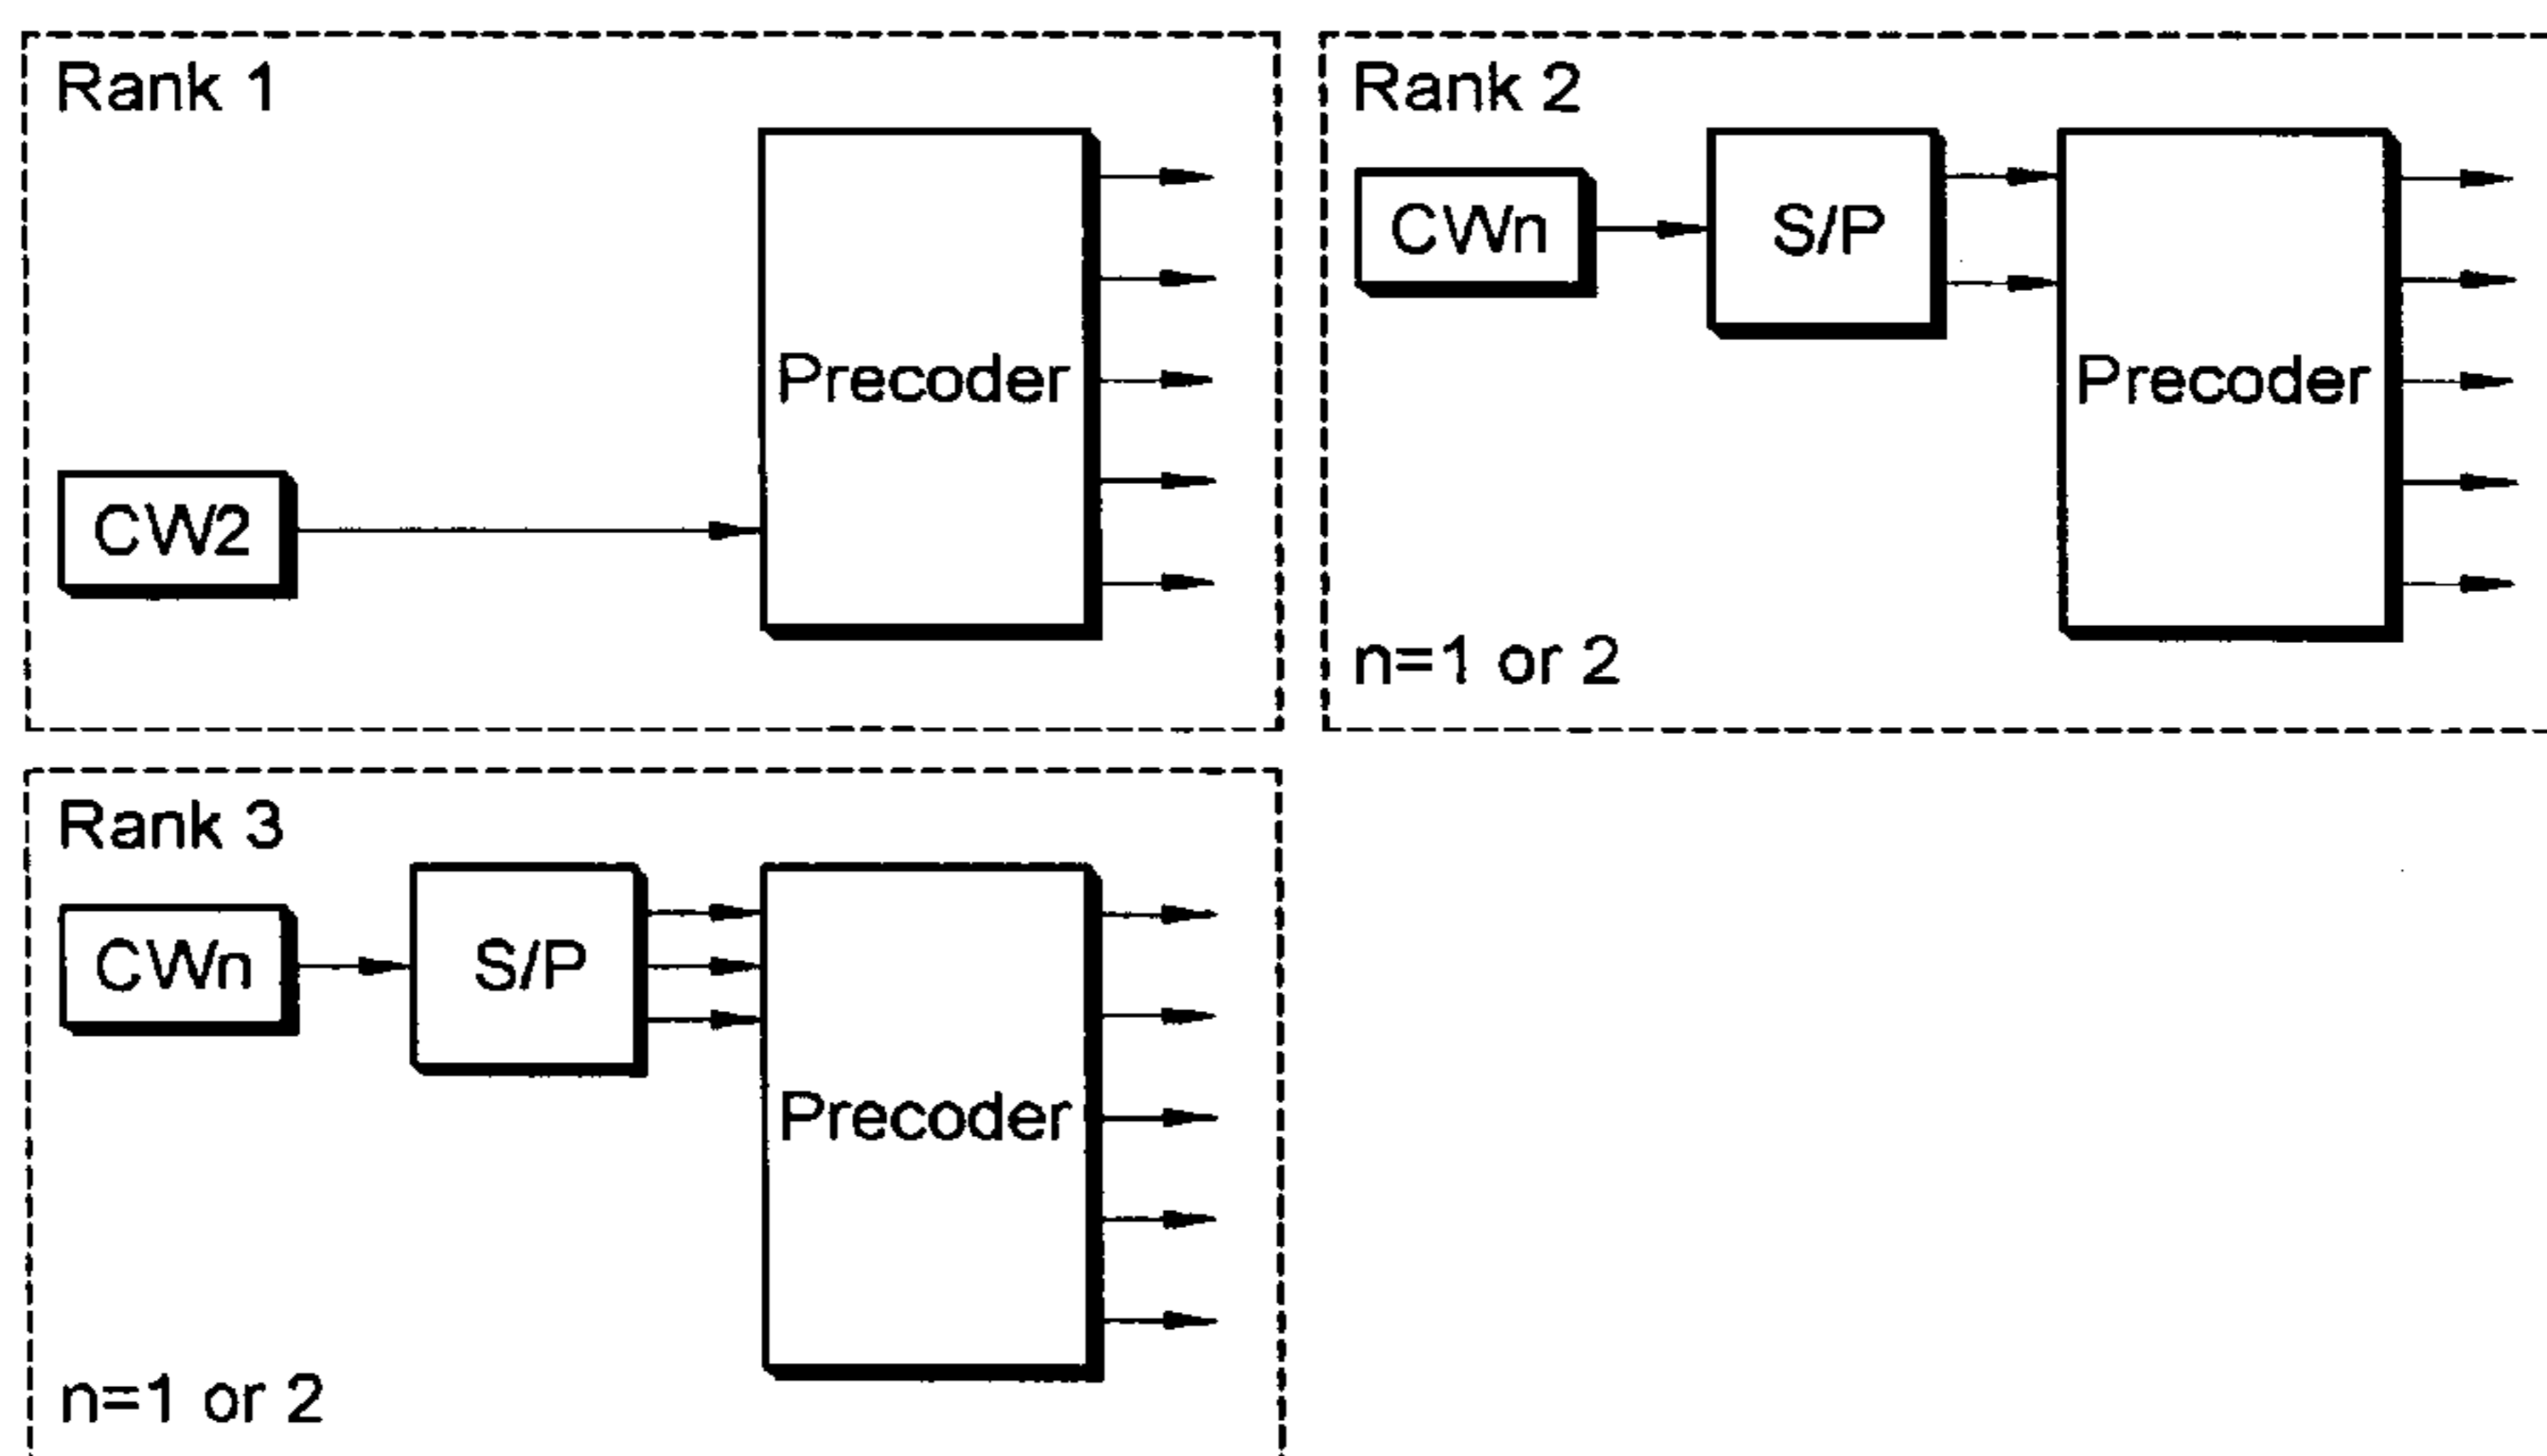 Rank 1
Precoder
CW2
Rank 2
CWn
S/P
Precoder
n=1 or 2
Rank 3
CWn
S/P
Precoder
n=1 or 2